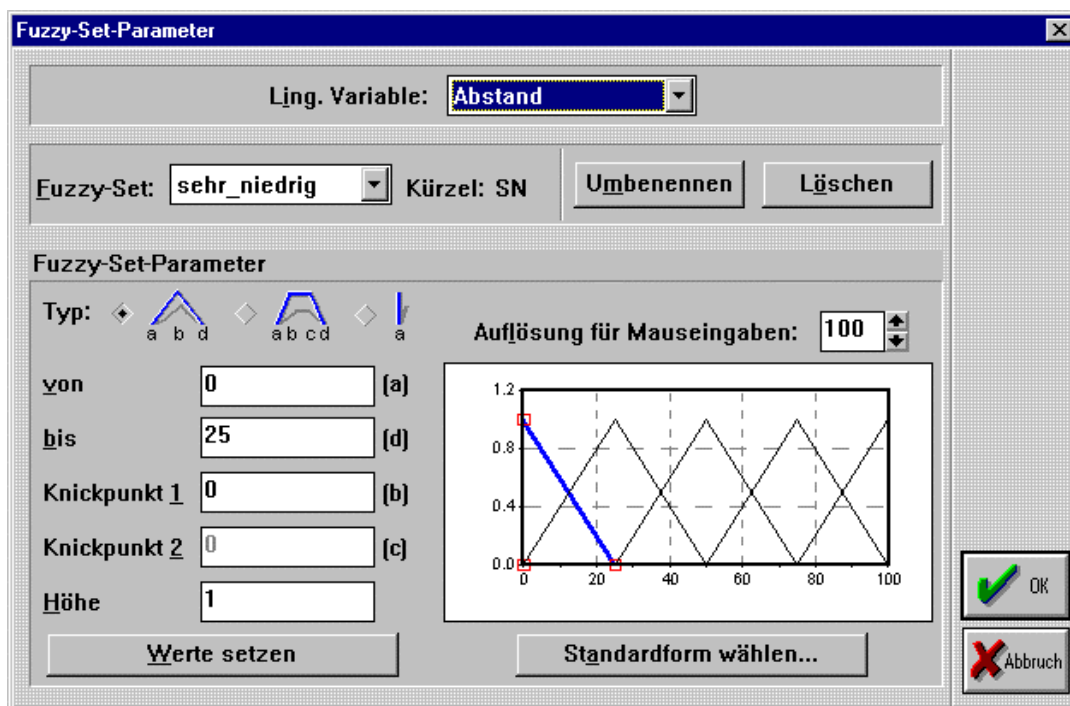 Fuzzy-Set-Parameter
Ling. Variable: Abstand
Fuzzy-Set: sehr_niedrig Kürzel: SN Umbenennen Löschen
Fuzzy-Set-Parameter
Typ: a b d a b c d a
Auflösung für Mauseingaben: 100
von 0 (a)
bis 25 (d)
Knickpunkt 1 0 (b)
Knickpunkt 2 0 (c)
Höhe 1
1.2
0.8
0.4
0.0
0 20 40 60 80 100
Werte setzen Standardform wählen...
OK
Abbruch